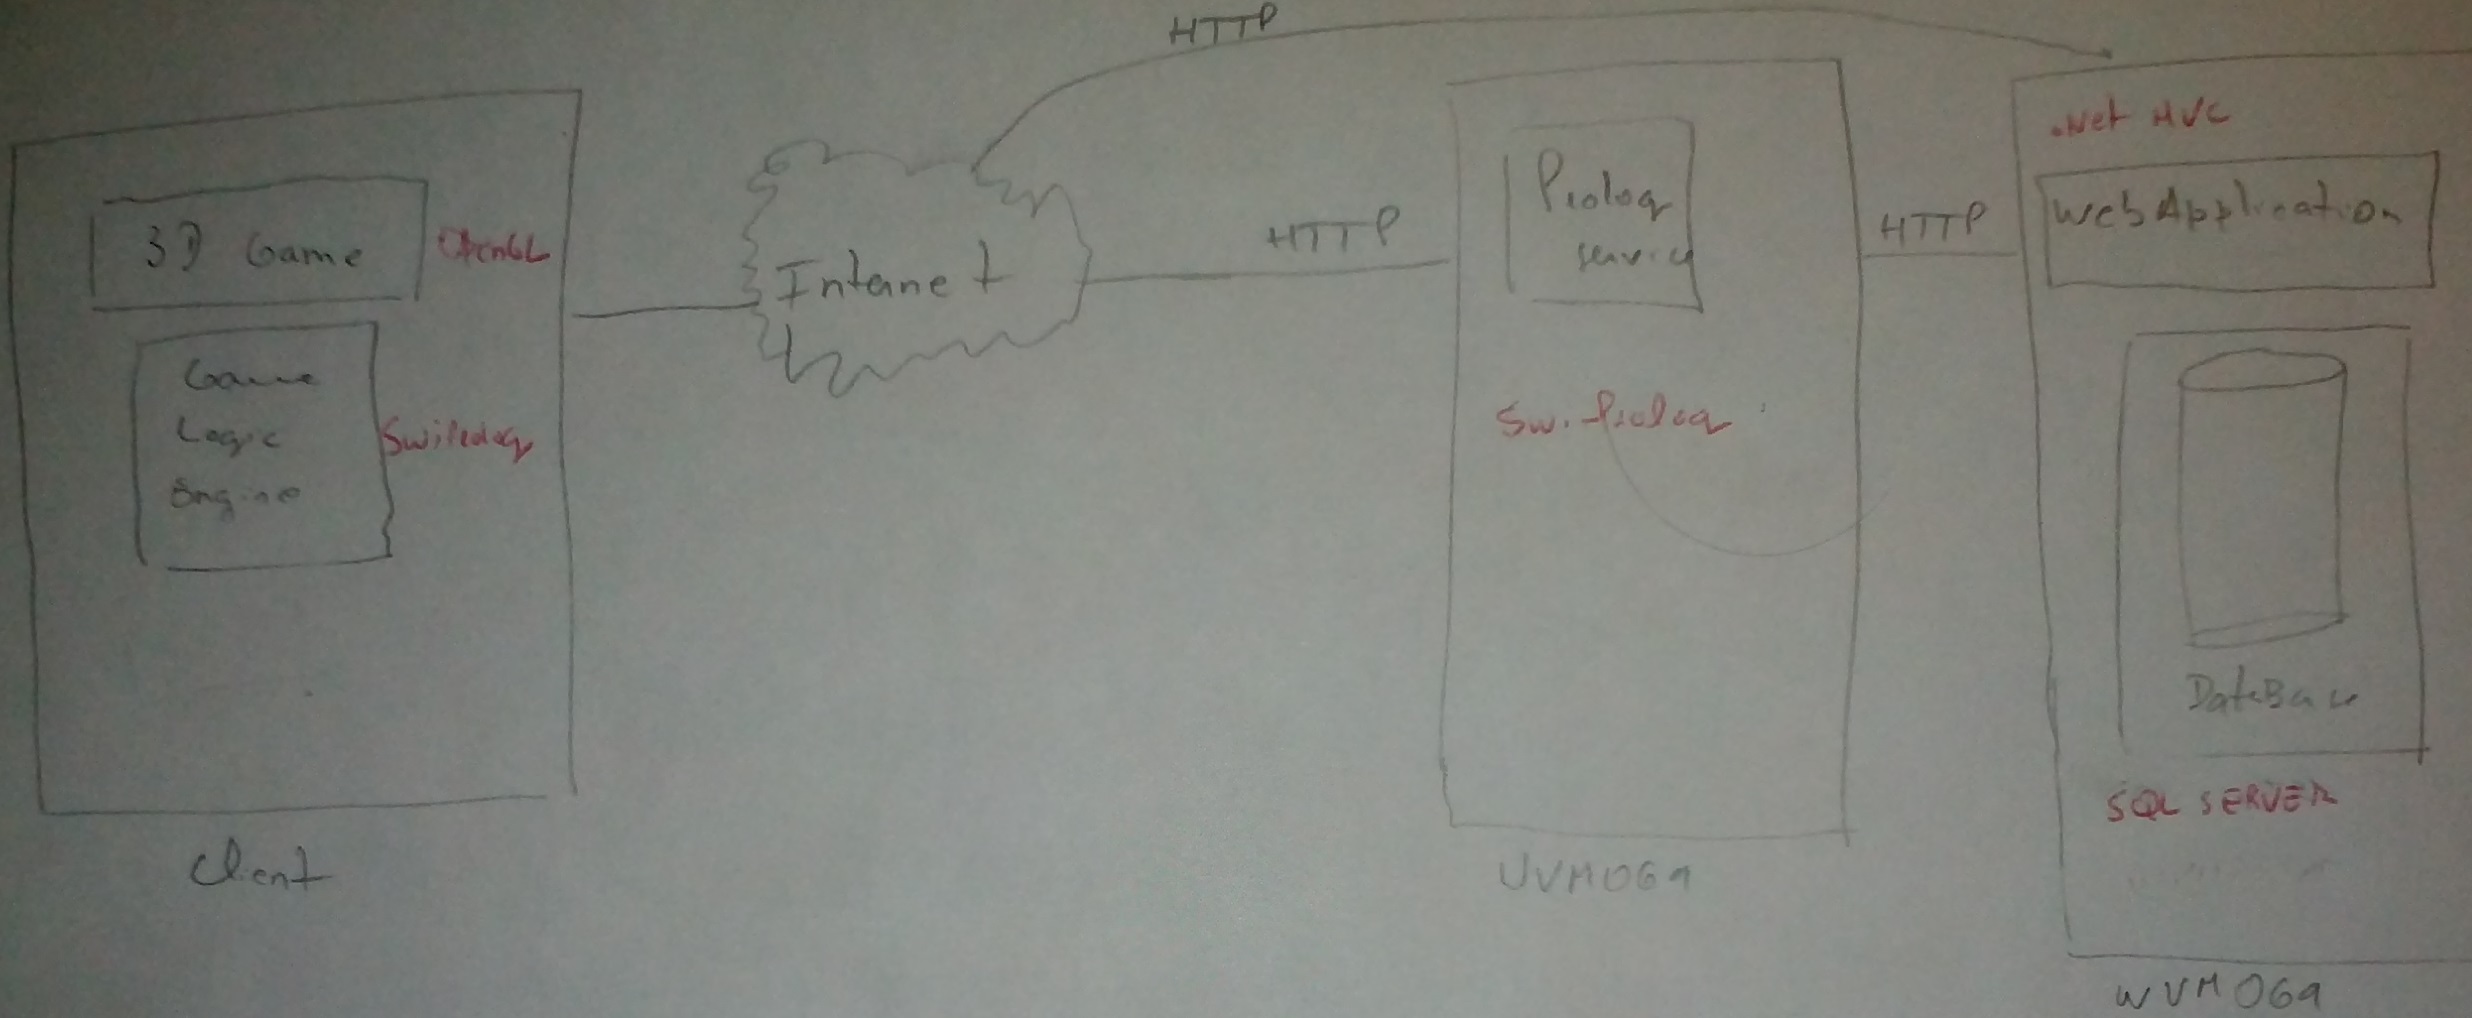 HTTP
.Net MVC
Prolog
service
WebApplication
HTTP
HTTP
3D Game
OpenGL
Internet
Game
Logic
Engine
Swi Prolog
DataBase
SQL SERVER
Client
UVM069
WVM069